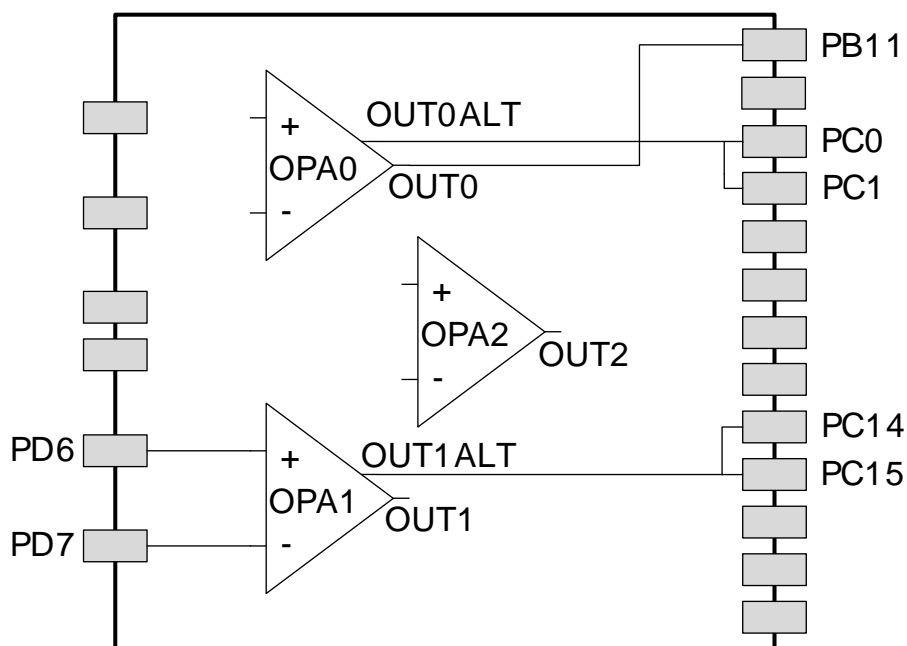 PB11
OUT0ALT
PC0
+
OPA0
OUT0
PC1
-
+
OPA2
OUT2
-
PC14
PD6
+
OUT1ALT
PC15
OPA1
OUT1
PD7
-